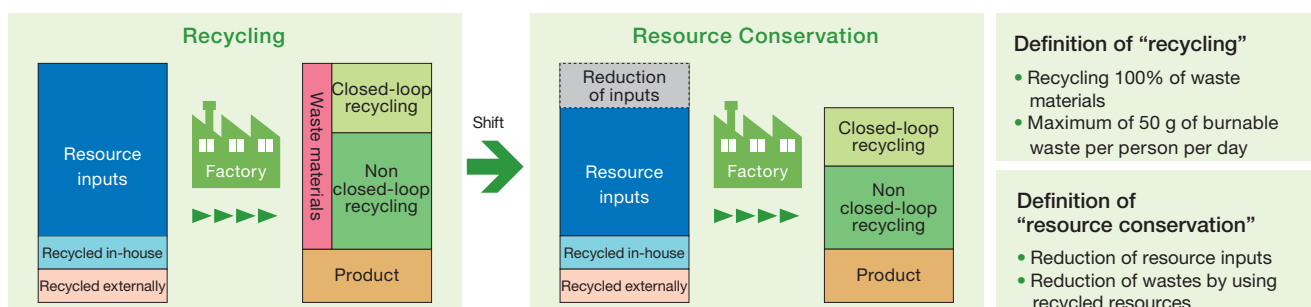 Recycling
Resource
inputs
Recycled in-house
Recycled externally
Factory
Waste materials
Closed-loop
recycling
Non
closed-loop
recycling
Product
Shift
Resource Conservation
Reduction
of inputs
Resource
inputs
Recycled in-house
Recycled externally
Factory
Closed-loop
recycling
Non
closed-loop
recycling
Product
Definition of “recycling”
• Recycling 100% of waste
materials
• Maximum of 50 g of burnable
waste per person per day
Definition of
“resource conservation”
• Reduction of resource inputs
• Reduction of wastes by using
recycled resources